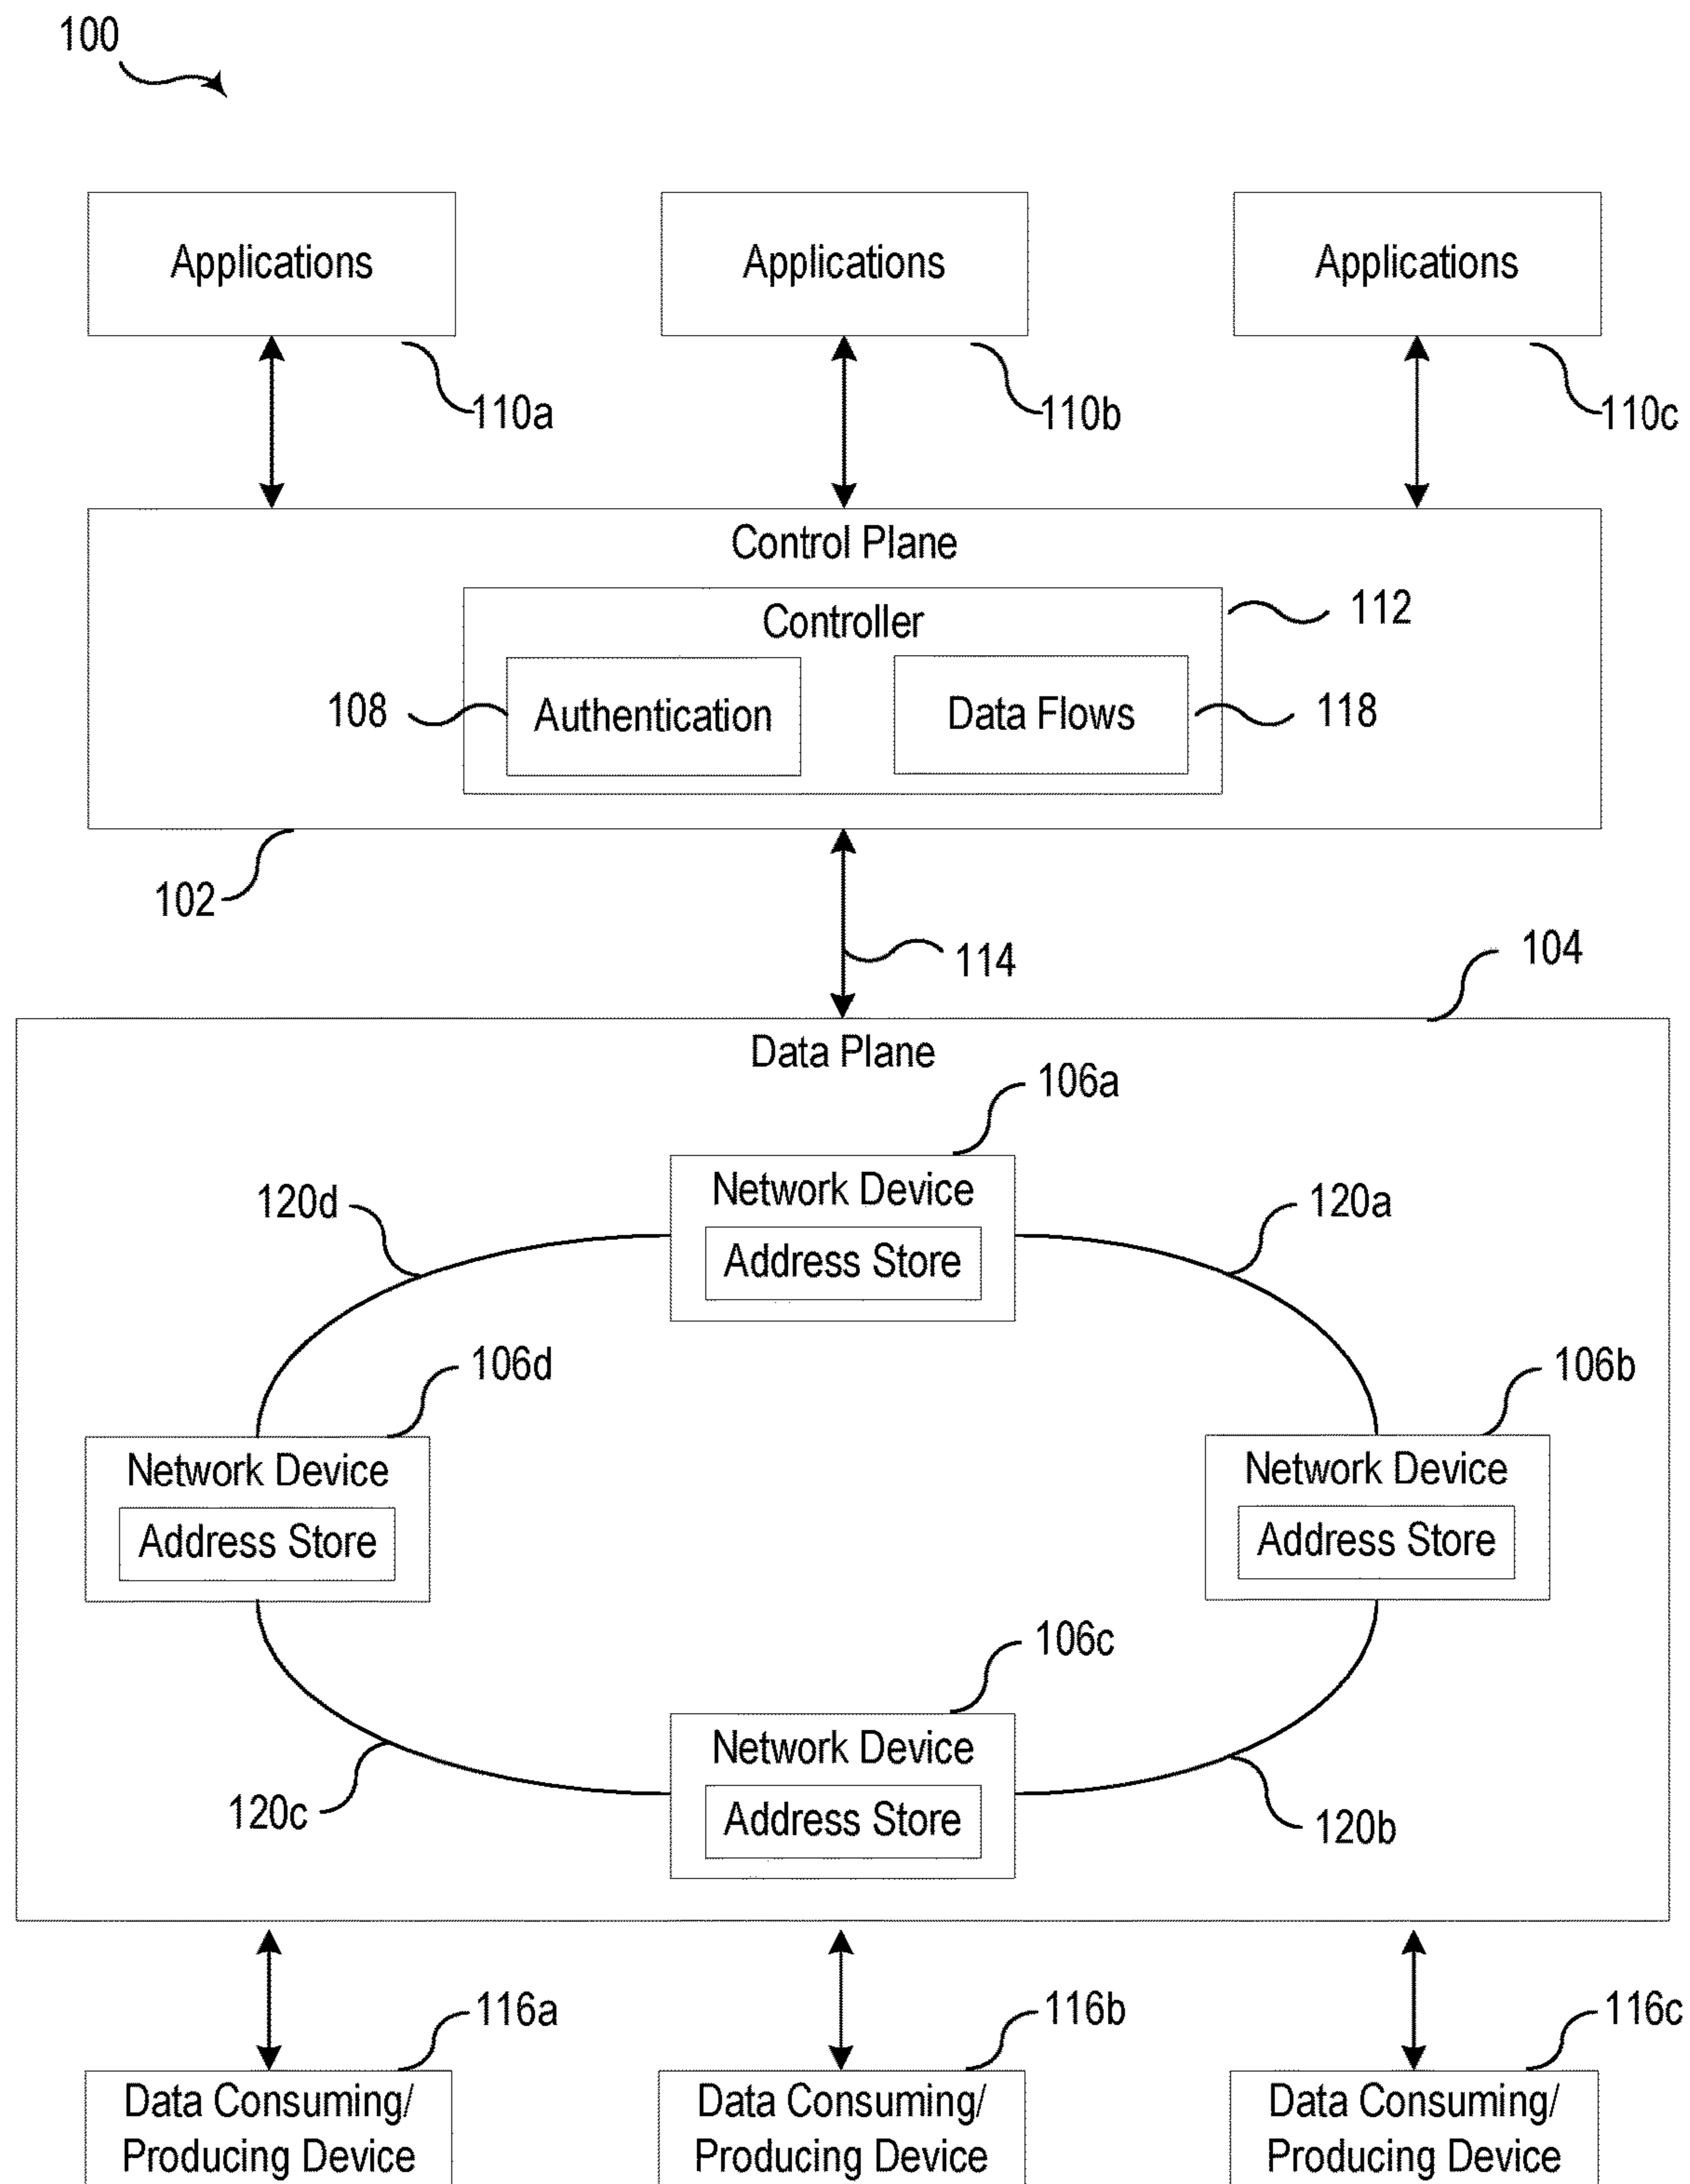 100
Applications
Applications
Applications
110a
110b
110c
Control Plane
Controller
112
108
Authentication
Data Flows
118
102
114
104
Data Plane
106a
Network Device
Address Store
120d
120a
106d
106b
Network Device
Address Store
Network Device
Address Store
106c
Network Device
Address Store
120c
120b
116a
116b
116c
Data Consuming/
Producing Device
Data Consuming/
Producing Device
Data Consuming/
Producing Device